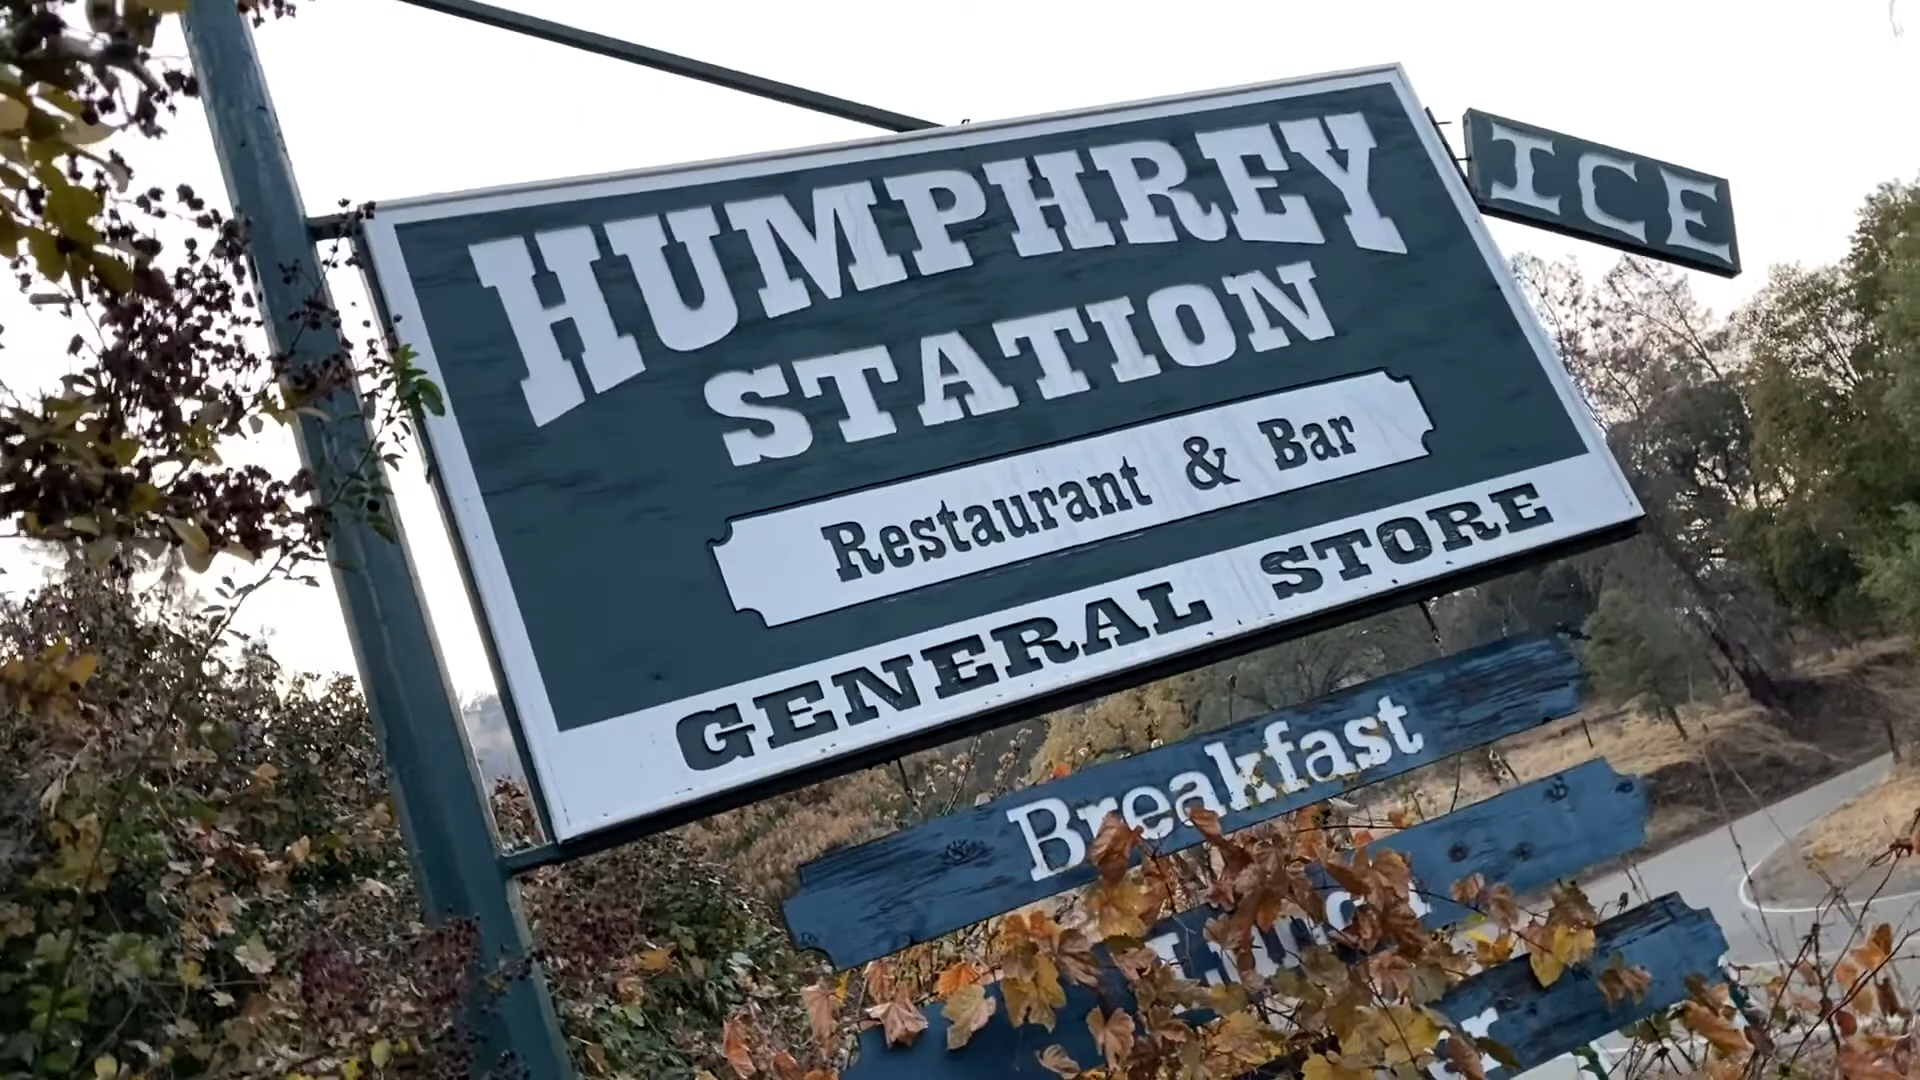 HUMPHREY
STATION
Restaurant & Bar
GENERAL STORE
ICE
Breakfast